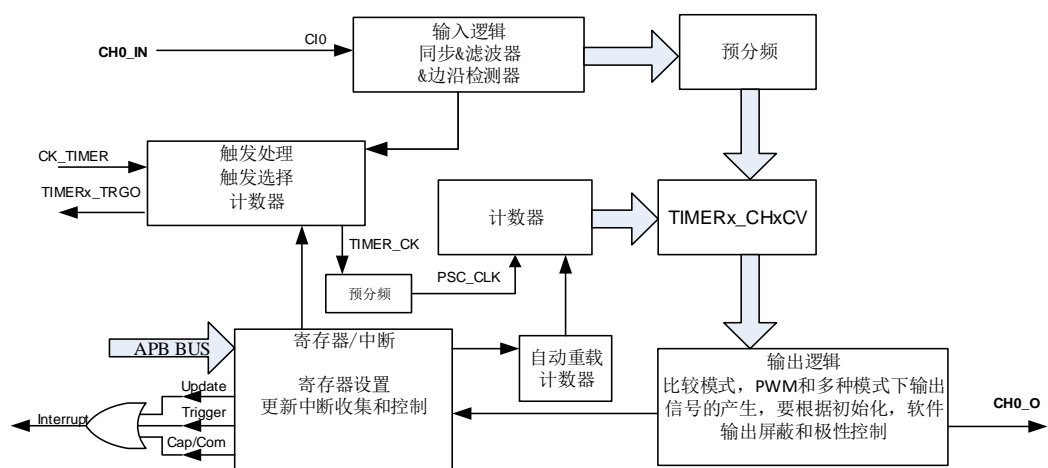 CH0_IN
CI0
输入逻辑
同步&滤波器
&边沿检测器
预分频
CK_TIMER
TIMERx_TRGO
触发处理
触发选择
计数器
计数器
TIMERx_CHxCV
TIMER_CK
预分频
PSC_CLK
APB BUS
寄存器/中断
寄存器设置
更新中断收集和控制
自动重载
计数器
输出逻辑
比较模式，PWM和多种模式下输出
信号的产生，要根据初始化，软件
输出屏蔽和极性控制
CH0_O
Update
Interrupt
Trigger
Cap/Com